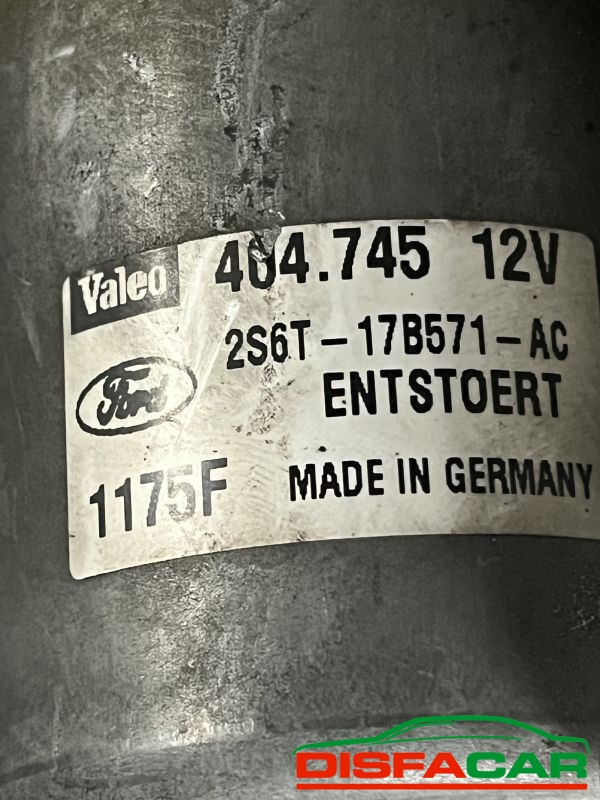 Valeo 404.745 12V
2S6T-17B571-AC
Ford ENTSTOERT
1175F MADE IN GERMANY
DISFACAR